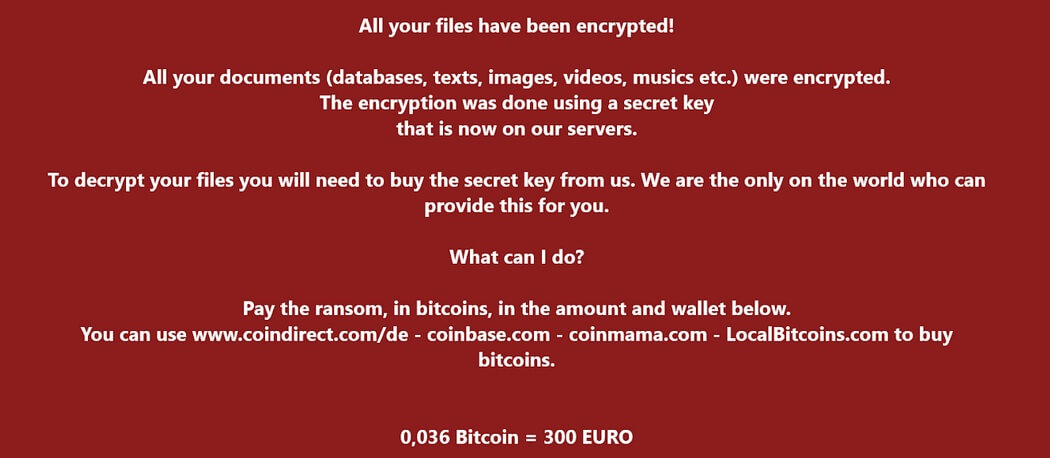 All your files have been encrypted!
All your documents (databases, texts, images, videos, musics etc.) were encrypted.
The encryption was done using a secret key
that is now on our servers.
To decrypt your files you will need to buy the secret key from us. We are the only on the world who can
provide this for you.
What can I do?
Pay the ransom, in bitcoins, in the amount and wallet below.
You can use www.coindirect.com/de - coinbase.com - coinmama.com - LocalBitcoins.com to buy
bitcoins.
0,036 Bitcoin = 300 EURO